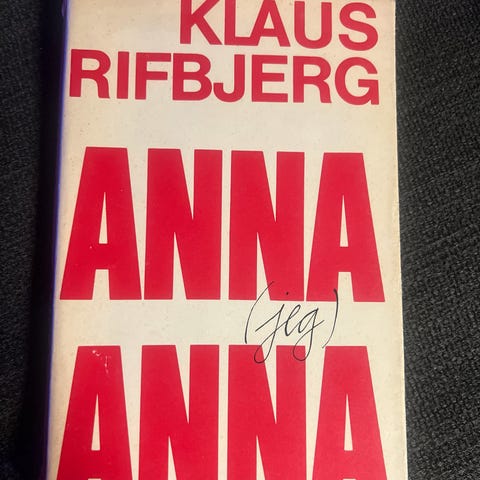 KLAUS
RIFBJERG
ANNA
(jeg)
ANNA